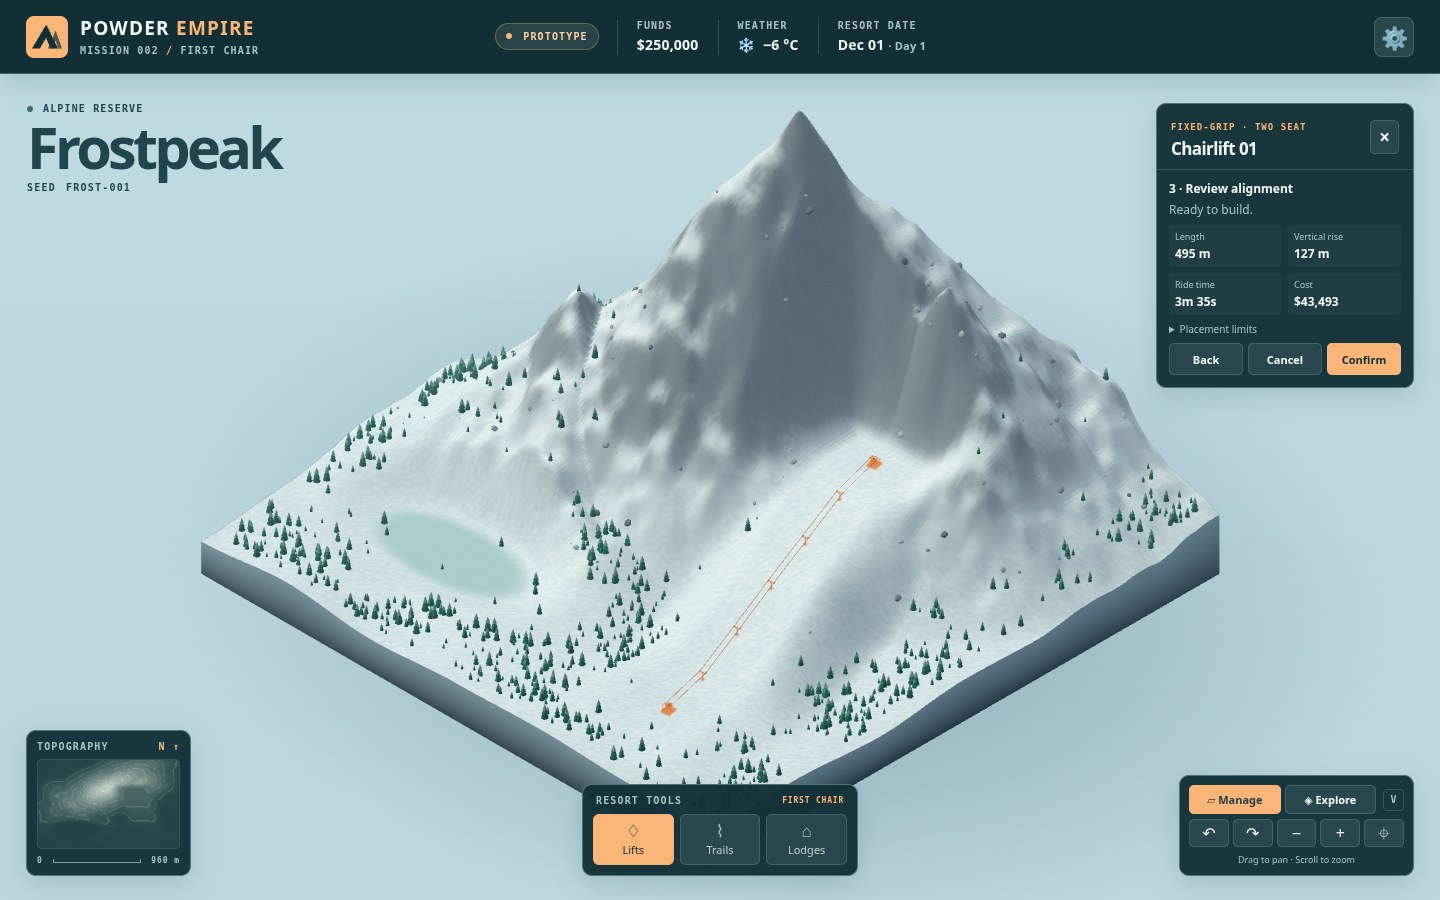 POWDER EMPIRE
MISSION 002 / FIRST CHAIR
PROTOTYPE
FUNDS
$250,000
WEATHER
−6 °C
RESORT DATE
Dec 01 · Day 1
ALPINE RESERVE
Frostpeak
SEED FROST-001
FIXED-GRIP · TWO SEAT
Chairlift 01
×
3 · Review alignment
Ready to build.
Length
495 m
Vertical rise
127 m
Ride time
3m 35s
Cost
$43,493
Placement limits
Back
Cancel
Confirm
TOPOGRAPHY
N ↑
0
960 m
RESORT TOOLS
FIRST CHAIR
Lifts
Trails
Lodges
Manage
Explore
V
↶ ↷ − +
Drag to pan · Scroll to zoom